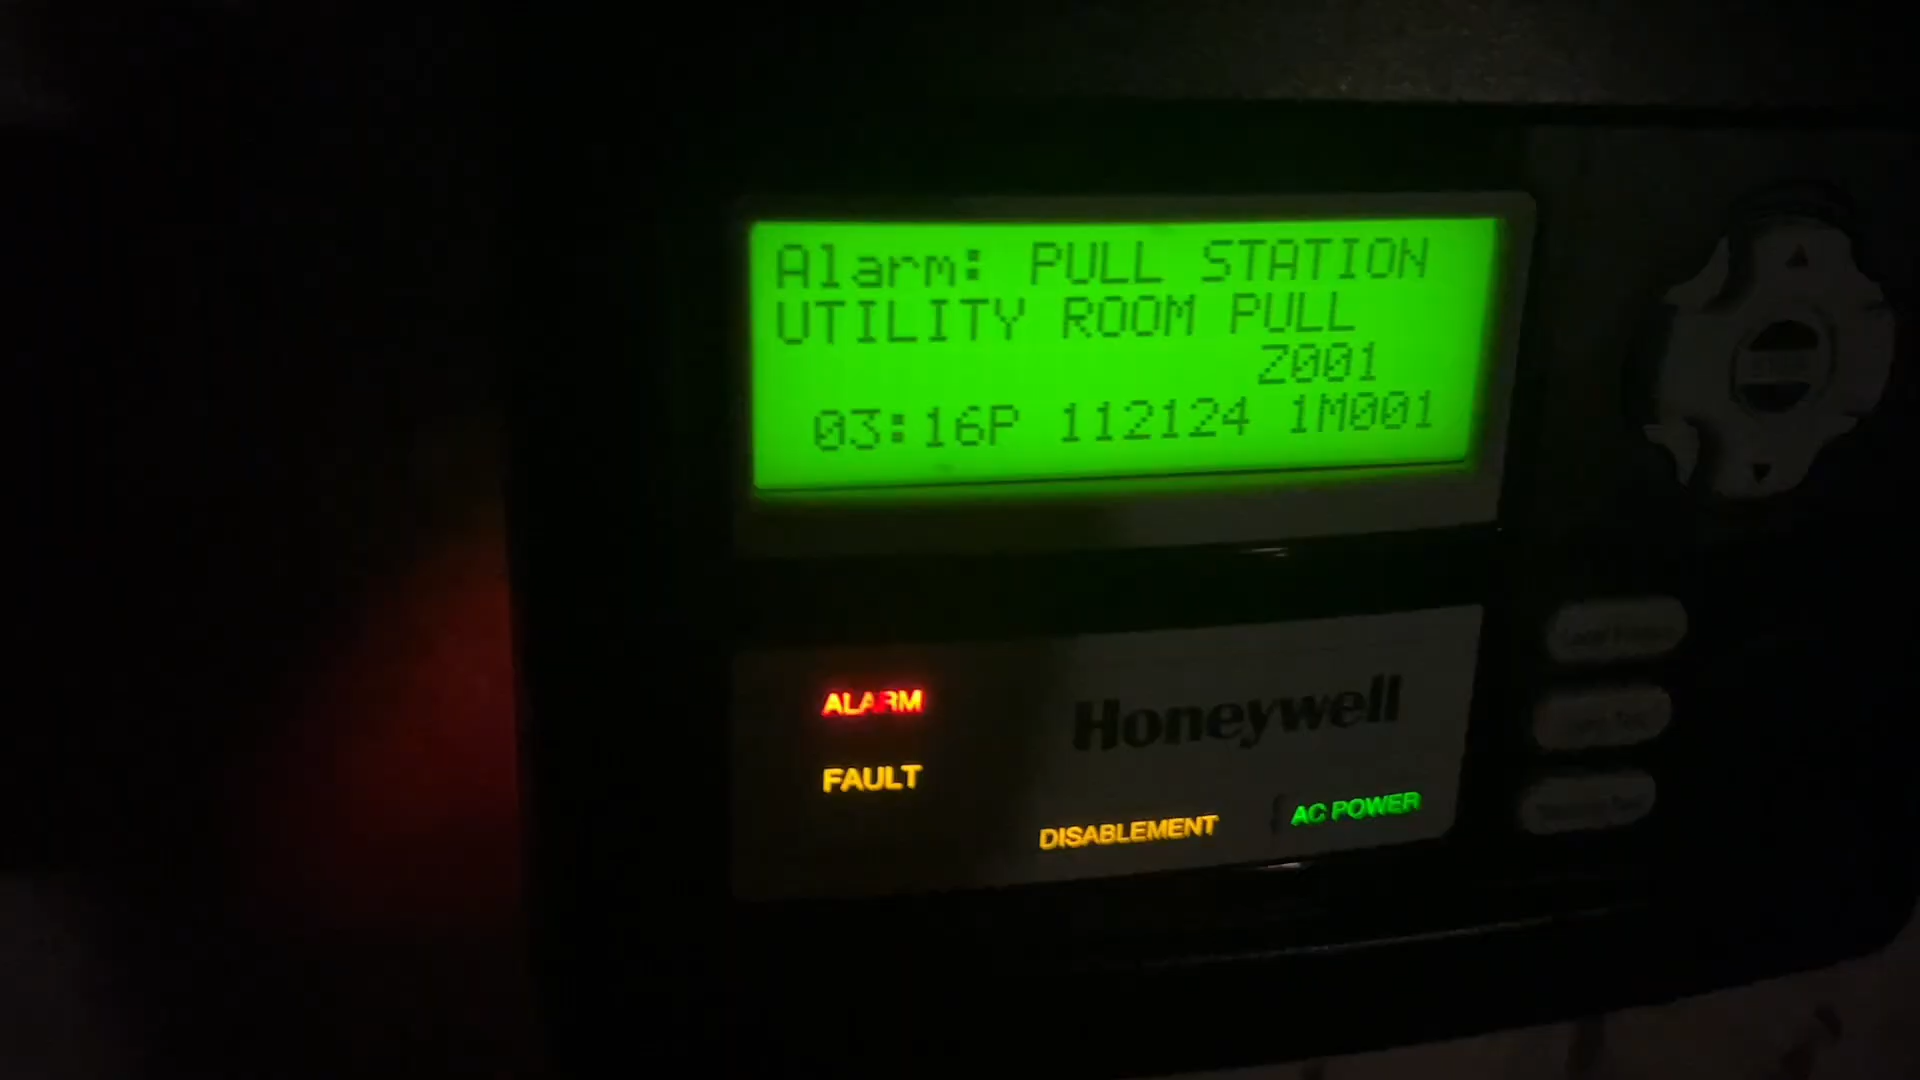 Alarm: PULL STATION
UTILITY ROOM PULL
Z001
03:16P 112124 1M001
ALARM
Honeywell
FAULT
DISABLEMENT
AC POWER